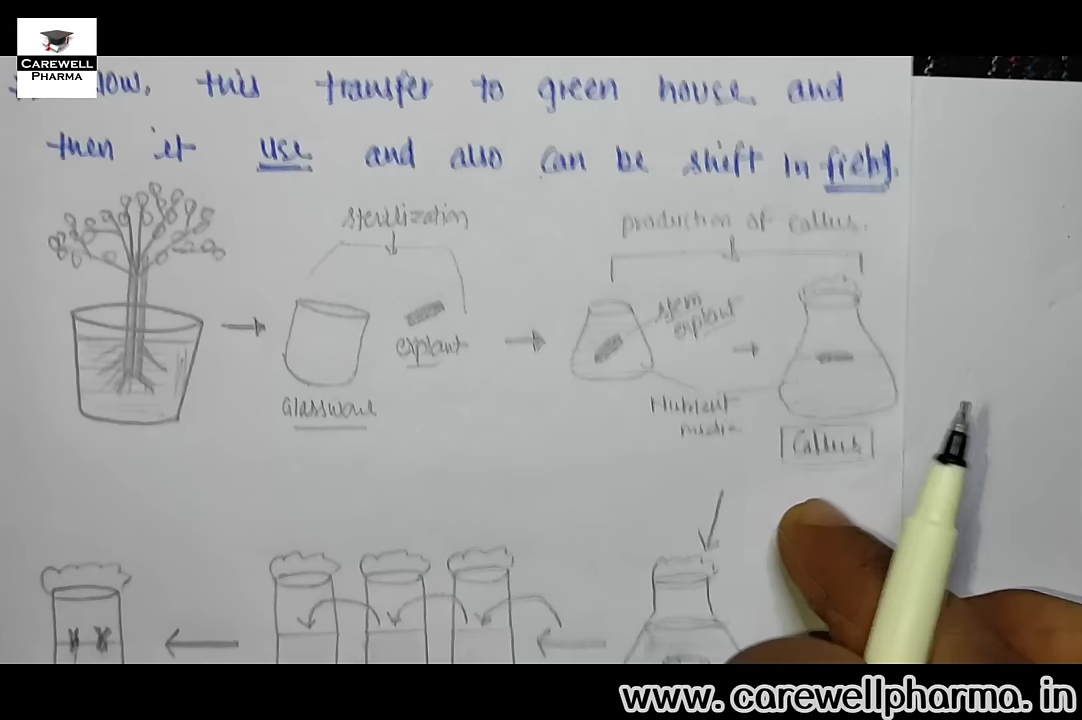 CAREWELL
PHARMA
now, this transfer to green house and
then it use and also can be shift in field.
sterilization
production of callus.
stem
explant
explant
Glassware
Nutrient
media
Callus
www.carewellpharma.in